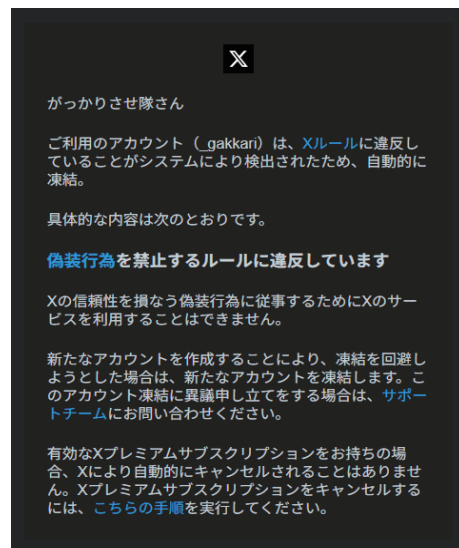 X
がっかりさせ隊さん
ご利用のアカウント（_gakkari）は、Xルールに違反し
ていることがシステムにより検出されたため、自動的に
凍結。
具体的な内容は次のとおりです。
偽装行為を禁止するルールに違反しています
Xの信頼性を損なう偽装行為に従事するためにXのサー
ビスを利用することはできません。
新たなアカウントを作成することにより、凍結を回避し
ようとした場合は、新たなアカウントを凍結します。こ
のアカウント凍結に異議申し立てをする場合は、サポー
トチームにお問い合わせください。
有効なXプレミアムサブスクリプションをお持ちの場
合、Xにより自動的にキャンセルされることはありませ
ん。Xプレミアムサブスクリプションをキャンセルする
には、こちらの手順を実行してください。